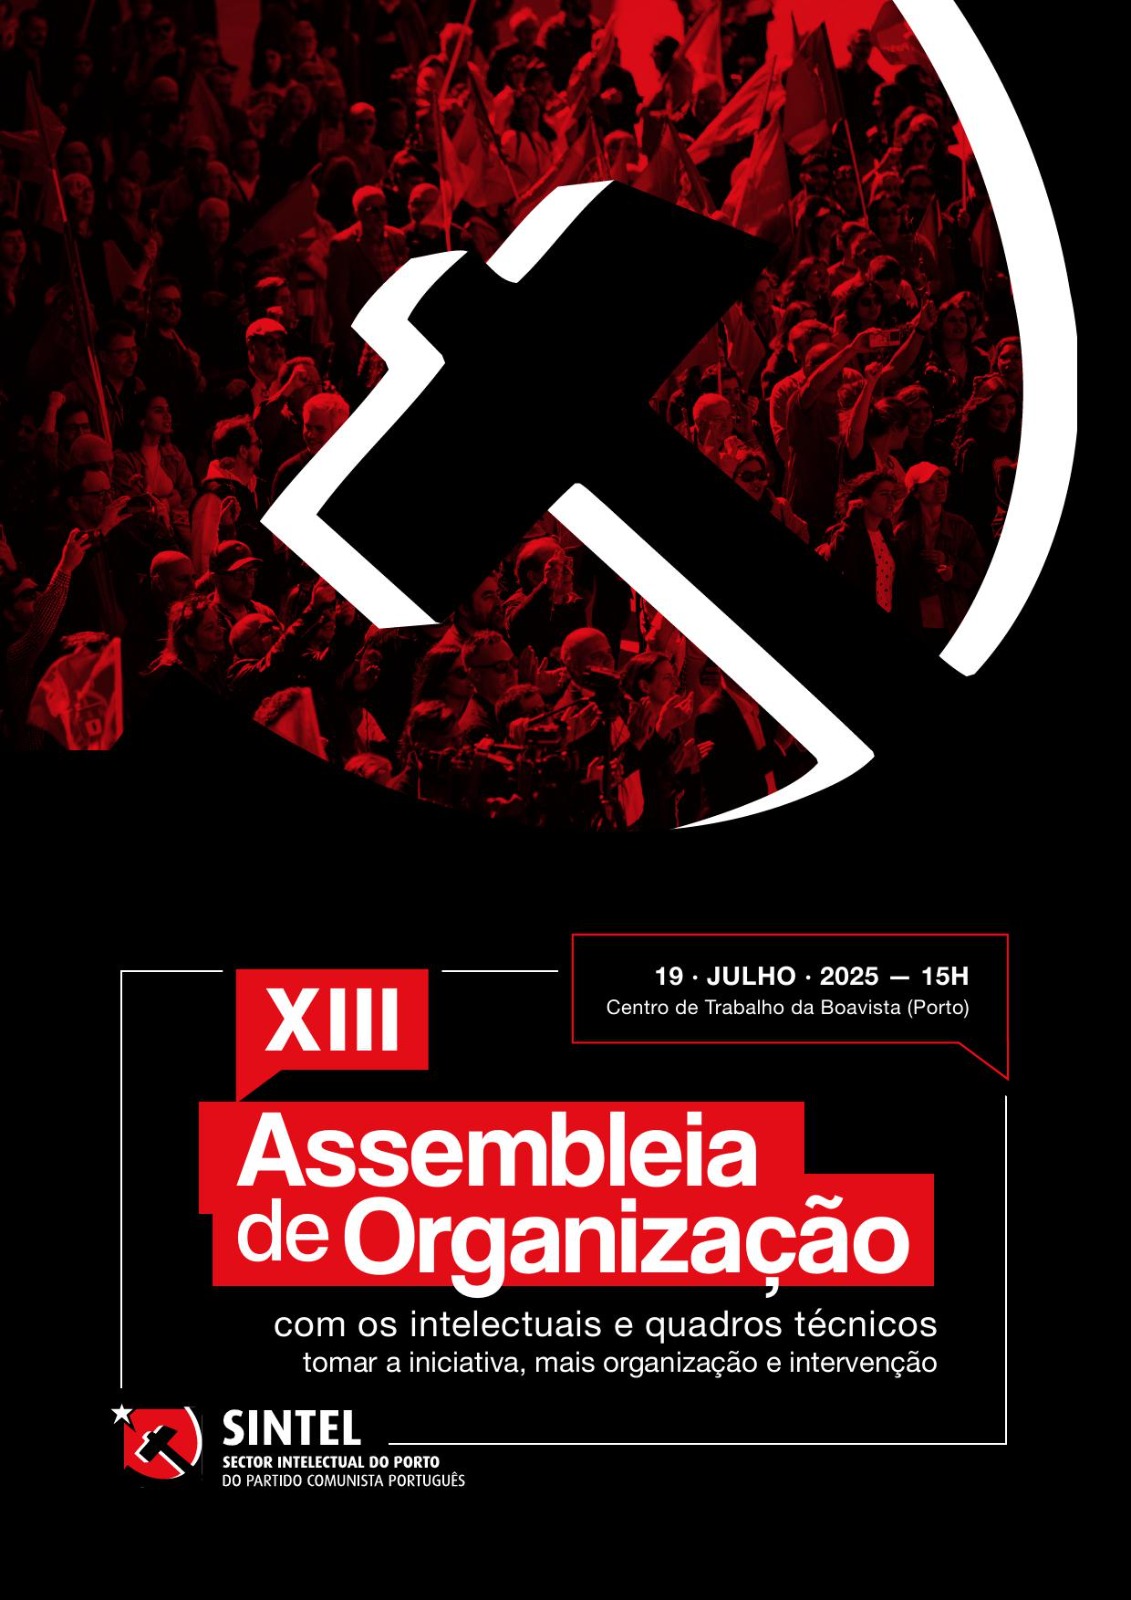 19 · JULHO · 2025 — 15H
Centro de Trabalho da Boavista (Porto)
XIII
Assembleia
de Organização
com os intelectuais e quadros técnicos
tomar a iniciativa, mais organização e intervenção
SINTEL
SECTOR INTELECTUAL DO PORTO
DO PARTIDO COMUNISTA PORTUGUÊS